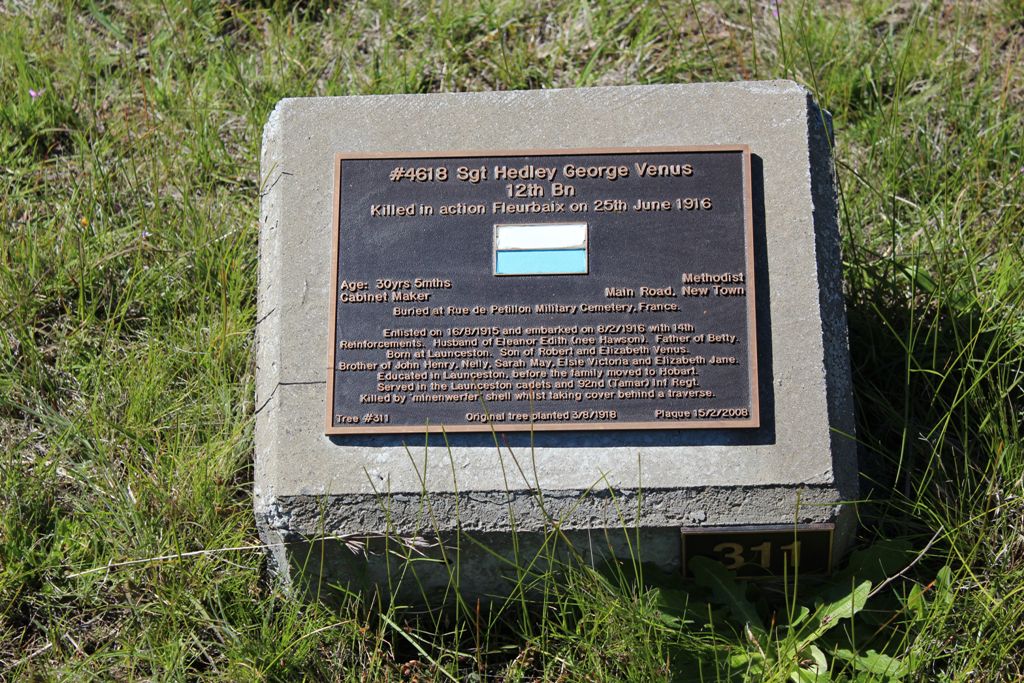 #4618 Sgt Hedley George Venus
12th Bn
Killed in action Fleurbaix on 25th June 1916
Age: 30yrs 5mths
Methodist
Cabinet Maker
Main Road, New Town
Buried at Rue de Petillon Military Cemetery, France.
Enlisted on 16/8/1915 and embarked on 8/2/1916 with 14th
Reinforcements. Husband of Eleanor Edith (nee Hawson). Father of Betty.
Born at Launceston. Son of Robert and Elizabeth Venus.
Brother of John Henry, Nelly, Sarah May, Elsie Victoria and Elizabeth Jane.
Educated in Launceston, before the family moved to Hobart.
Served in the Launceston cadets and 92nd (Tamar) Inf Regt.
Killed by 'minenwerfer' shell whilst taking cover behind a traverse.
Tree #311 Original tree planted 3/8/1918 Plaque 15/2/2008
311